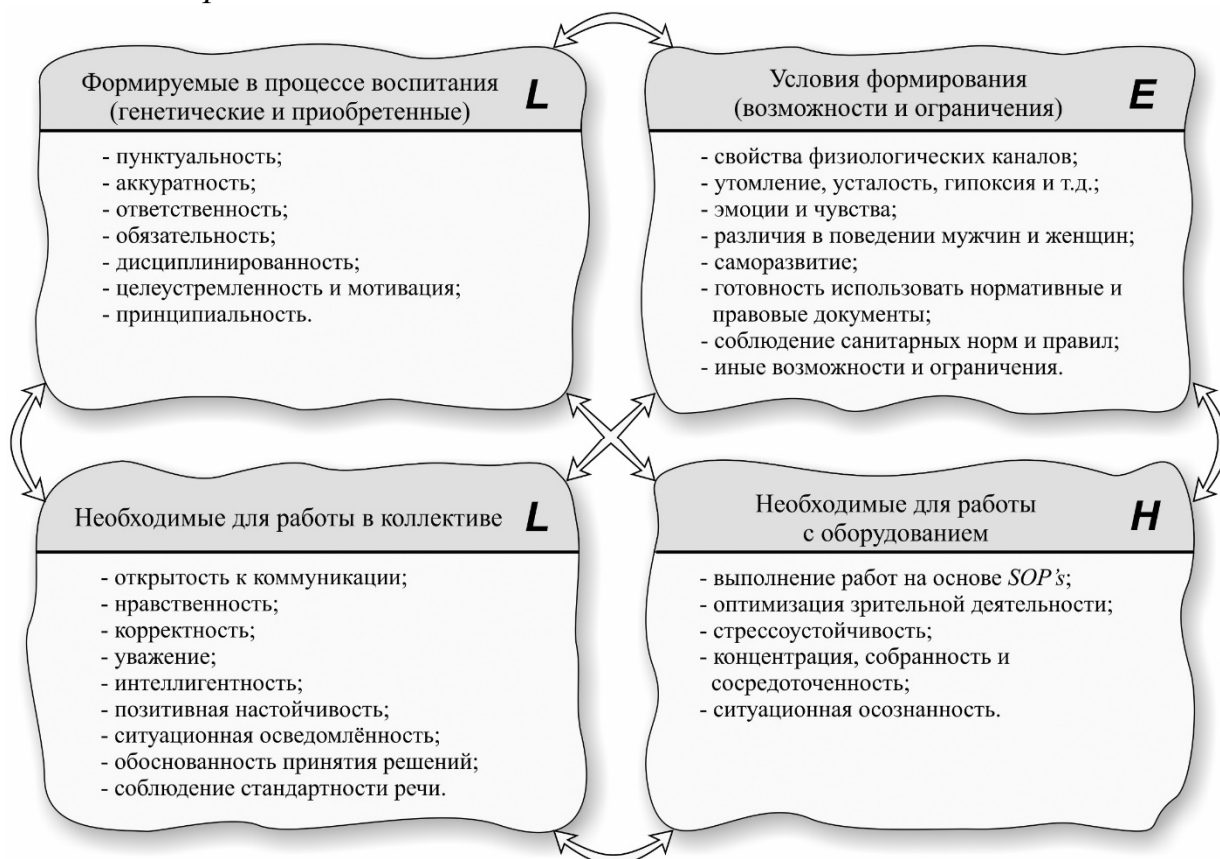 Формируемые в процессе воспитания
(генетические и приобретенные)
L
- пунктуальность;
- аккуратность;
- ответственность;
- обязательность;
- дисциплинированность;
- целеустремленность и мотивация;
- принципиальность.
Условия формирования
(возможности и ограничения)
E
- свойства физиологических каналов;
- утомление, усталость, гипоксия и т.д.;
- эмоции и чувства;
- различия в поведении мужчин и женщин;
- саморазвитие;
- готовность использовать нормативные и
правовые документы;
- соблюдение санитарных норм и правил;
- иные возможности и ограничения.
Необходимые для работы в коллективе
L
- открытость к коммуникации;
- нравственность;
- корректность;
- уважение;
- интеллигентность;
- позитивная настойчивость;
- ситуационная осведомлённость;
- обоснованность принятия решений;
- соблюдение стандартности речи.
Необходимые для работы
с оборудованием
H
- выполнение работ на основе SOP’s;
- оптимизация зрительной деятельности;
- стрессоустойчивость;
- концентрация, собранность и
сосредоточенность;
- ситуационная осознанность.